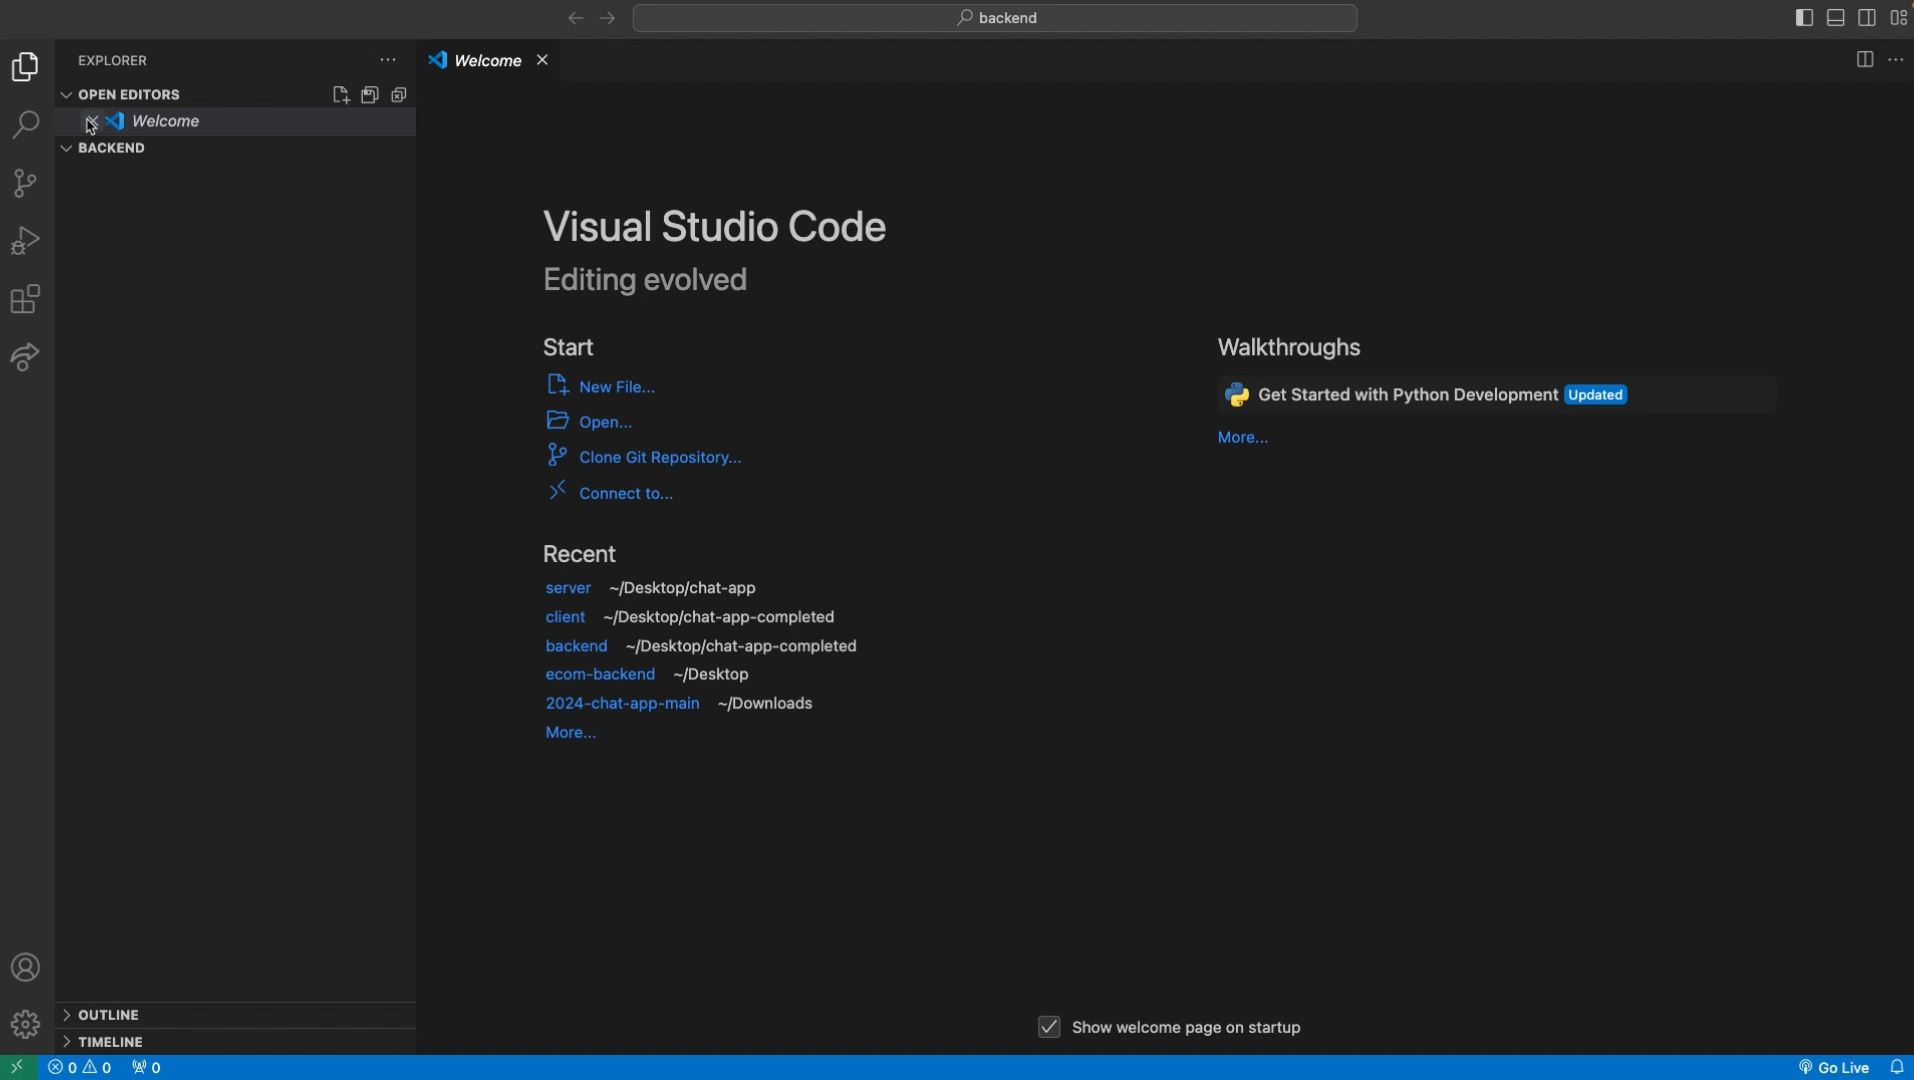 backend
EXPLORER
Welcome
OPEN EDITORS
Welcome
BACKEND
Visual Studio Code
Editing evolved
Start
New File...
Open...
Clone Git Repository...
Connect to...
Walkthroughs
Get Started with Python Development Updated
More...
Recent
server ~/Desktop/chat-app
client ~/Desktop/chat-app-completed
backend ~/Desktop/chat-app-completed
ecom-backend ~/Desktop
2024-chat-app-main ~/Downloads
More...
OUTLINE
TIMELINE
Show welcome page on startup
0 0 0
Go Live